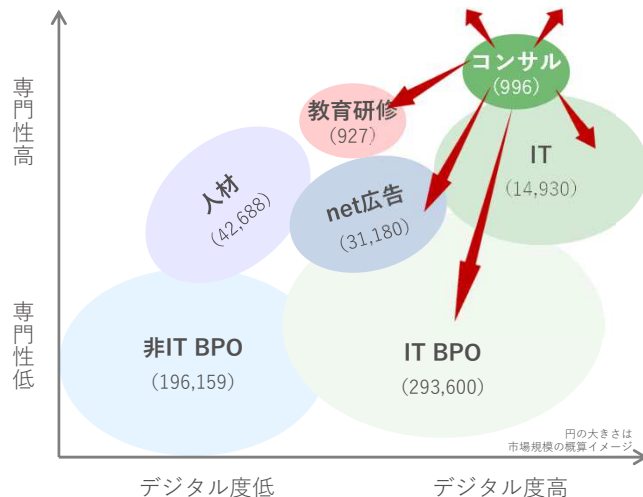 専門性高
専門性低
コンサル
(996)
教育研修
(927)
IT
(14,930)
人材
(42,688)
net広告
(31,180)
非IT BPO
(196,159)
IT BPO
(293,600)
円の大きさは
市場規模の概算イメージ
デジタル度低
デジタル度高